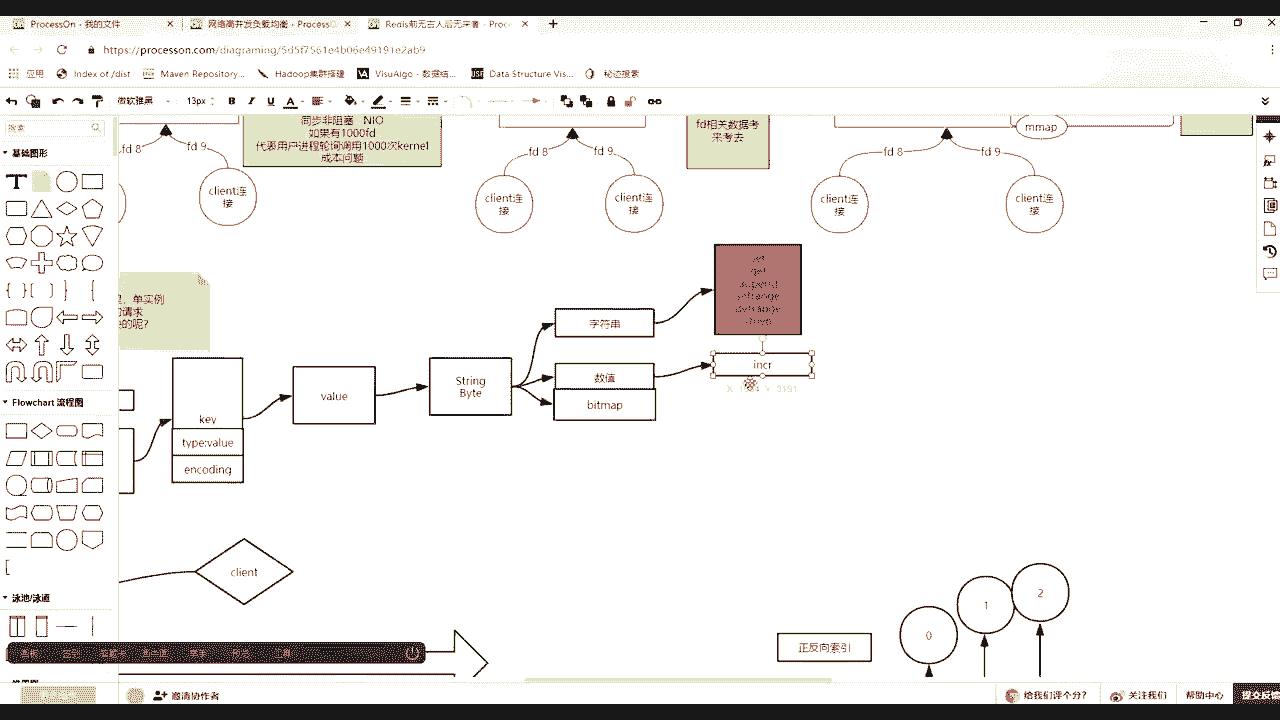 ProcessOn - 我的文件
网络高并发负载均衡 - ProcessO
Redis前无古人后无来者 - Proc
https://processon.com/diagraming/5d5f7561e4b06e49191e2ab9
应用
Index of /dist
Maven Repository...
Hadoop集群搭建
VisuAlgo - 数据结...
Data Structure Vis...
秘迹搜索
微软雅黑
13px
B
I
U
A
搜索
基础图形
T
Flowchart 流程图
泳池/泳道
同步非阻塞 NIO
如果有1000fd
代表用户进程轮询调用1000次kernel
成本问题
fd相关数据考
来考去
mmap
fd 8
fd 9
fd 8
fd 9
fd 8
fd 9
client连
接
client连
接
client连
接
client连
接
client连
接
单实例
请求
的呢?
字符串
数值
bitmap
incr
String
Byte
value
key
type:value
encoding
client
正反向索引
0
1
2
邀请协作者
给我们评个分?
关注我们
帮助中心
提交反馈